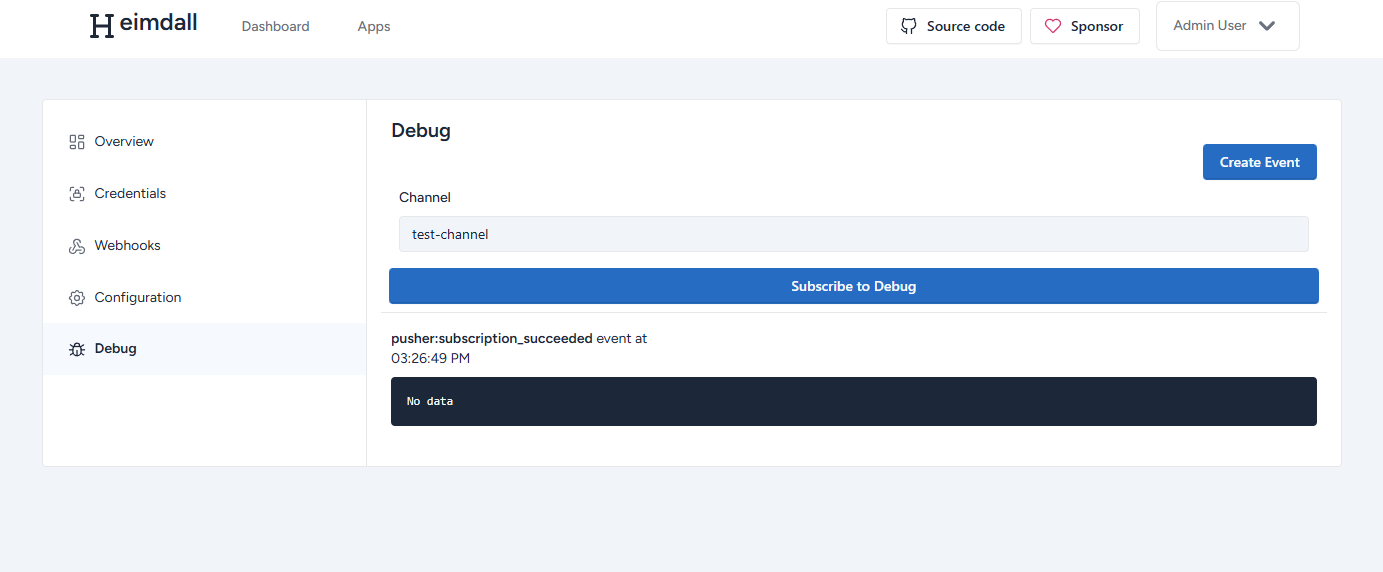 Heimdall
Dashboard
Apps
Source code
Sponsor
Admin User
Overview
Credentials
Webhooks
Configuration
Debug
Debug
Create Event
Channel
test-channel
Subscribe to Debug
pusher:subscription_succeeded event at
03:26:49 PM
No data